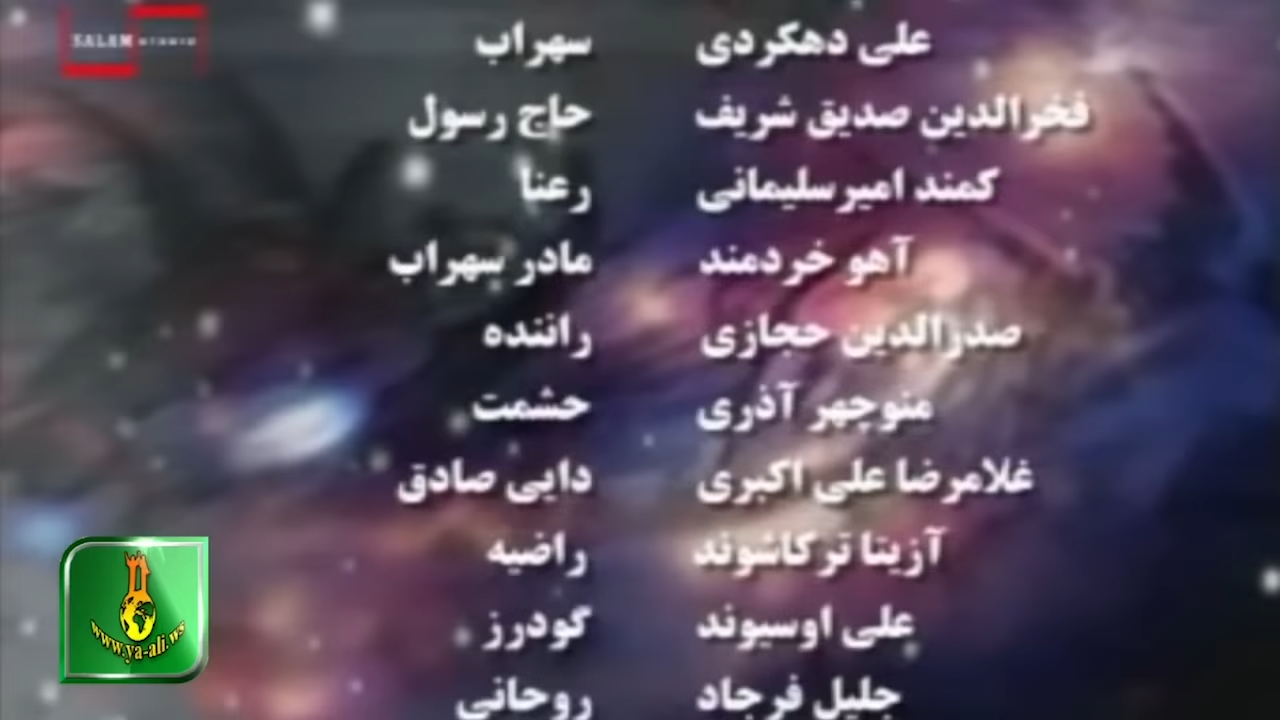 SALAM STUDIO
علی دهکردی سهراب
فخرالدین صدیق شریف حاج رسول
کمند امیرسلیمانی رعنا
آهو خردمند مادر سهراب
صدرالدین حجازی راننده
منوچهر آذری حشمت
غلامرضا علی اکبری دایی صادق
آزیتا ترکاشوند راضیه
علی اوسیوند گودرز
جلیل فرجاد روحانی
www.ya-ali.ws